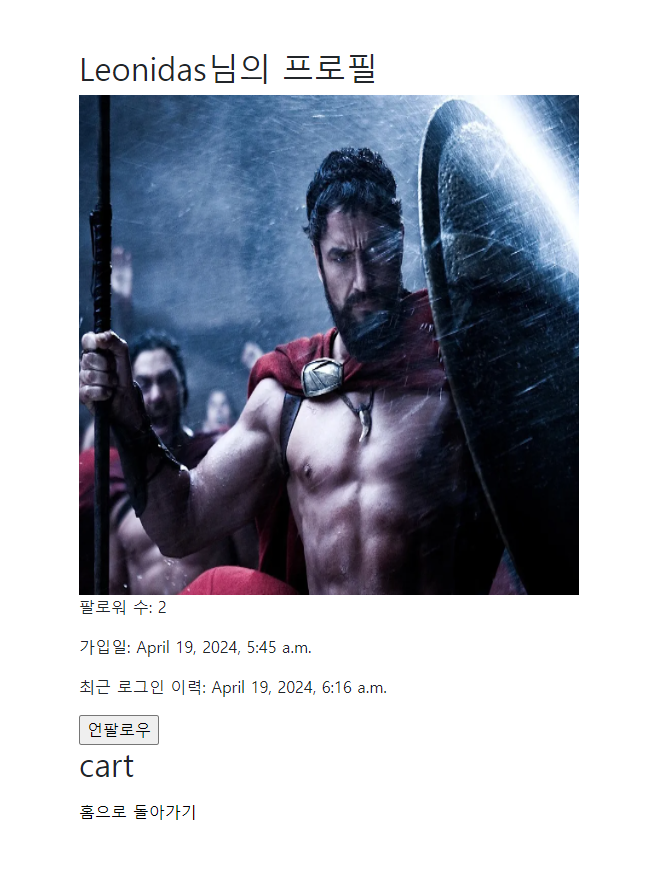 Leonidas님의 프로필
팔로워 수: 2
가입일: April 19, 2024, 5:45 a.m.
최근 로그인 이력: April 19, 2024, 6:16 a.m.
언팔로우
cart
홈으로 돌아가기